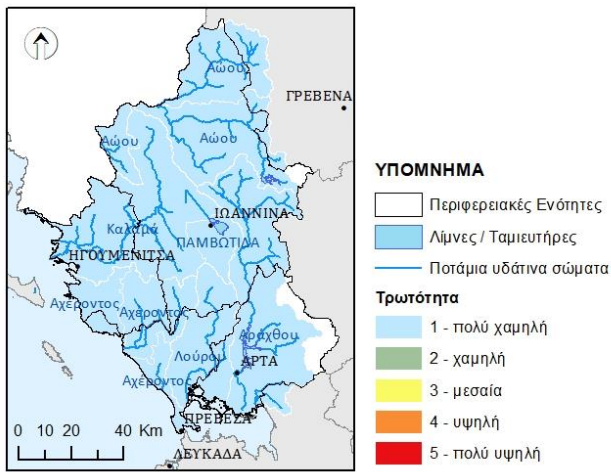 Αώου
ΓΡΕΒΕΝΑ
Αώου
Αώου
ΙΩΑΝΝΙΝΑ
Καλαμά
ΠΑΜΒΩΤΙΔΑ
ΗΓΟΥΜΕΝΙΤΣΑ
Αχέροντος
Αχέροντος
Αράχθου
Λούρου
ΑΡΤΑ
Αχέροντος
ΠΡΕΒΕΖΑ
0 10 20 40 Km
ΛΕΥΚΑΔΑ
ΥΠΟΜΝΗΜΑ
Περιφερειακές Ενότητες
Λίμνες / Ταμιευτήρες
Ποτάμια υδάτινα σώματα
Τρωτότητα
1 - πολύ χαμηλή
2 - χαμηλή
3 - μεσαία
4 - υψηλή
5 - πολύ υψηλή